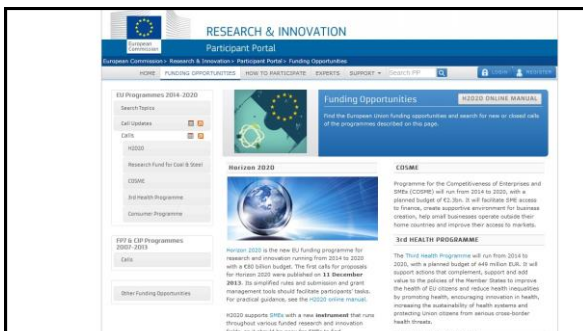 RESEARCH & INNOVATION
European
Commission
Participant Portal
European Commission> Research & Innovation> Participant Portal> Funding Opportunities
HOME FUNDING OPPORTUNITIES HOW TO PARTICIPATE EXPERTS SUPPORT Search PP LOGIN REGISTER
EU Programmes 2014-2020
Search Topics
Call Updates
Calls
H2020
Research Fund for Coal & Steel
COSME
3rd Health Programme
Consumer Programme
FP7 & CIP Programmes
2007-2013
Calls
Other Funding Opportunities
Funding Opportunities
H2020 ONLINE MANUAL
Find the European Union funding opportunities and search for new or closed calls
of the programmes described on this page.
Horizon 2020
Horizon 2020 is the new EU funding programme for
research and innovation running from 2014 to 2020
with a €80 billion budget. The first calls for proposals
for Horizon 2020 were published on 11 December
2013. Its simplified rules and submission and grant
management tools should facilitate participants' tasks.
For practical guidance, see the H2020 online manual.
H2020 supports SMEs with a new instrument that runs
throughout various funded research and innovation
COSME
Programme for the Competitiveness of Enterprises and
SMEs (COSME) will run from 2014 to 2020, with a
planned budget of €2.3bn. It will facilitate SME access
to finance, create supportive environment for business
creation, help small businesses operate outside their
home countries and improve their access to markets.
3rd HEALTH PROGRAMME
The Third Health Programme will run from 2014 to
2020, with a planned budget of 449 million EUR. It will
support actions that complement, support and add
value to the policies of the Member States to improve
the health of EU citizens and reduce health inequalities
by promoting health, encouraging innovation in health,
increasing the sustainability of health systems and
protecting Union citizens from serious cross-border
health threats.